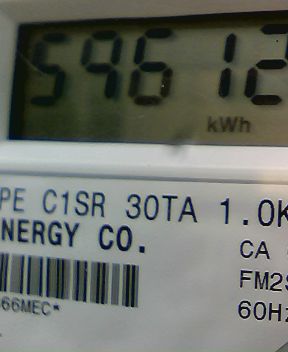 59612
kWh
PE C1SR 30TA 1.0K
NERGY CO.
CA
FM2S
66MEC*
60Hz